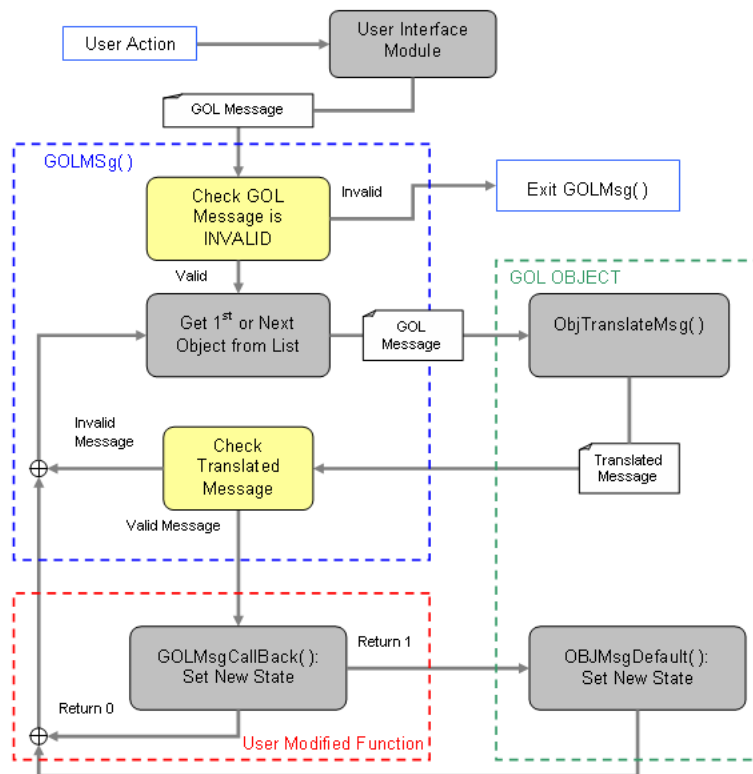 User Action
User Interface
Module
GOL Message
GOLMSg( )
Check GOL
Message is
INVALID
Invalid
Exit GOLMsg( )
Valid
GOL OBJECT
Get 1st or Next
Object from List
GOL
Message
ObjTranslateMsg( )
Invalid
Message
Check
Translated
Message
Translated
Message
Valid Message
GOLMsgCallBack( ):
Set New State
Return 1
OBJMsgDefault( ):
Set New State
Return 0
User Modified Function